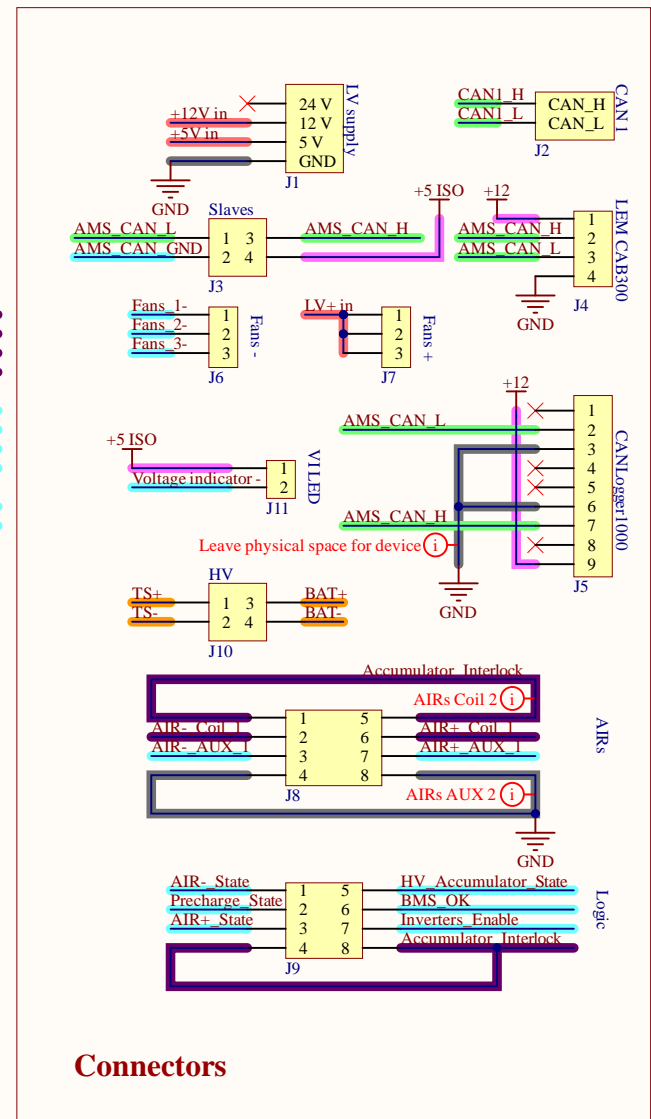 LV supply
24 V
+12V in
12 V
+5V in
5 V
GND
GND
J1
CAN 1
CAN1_H
CAN_H
CAN1_L
CAN_L
J2
Slaves
+5 ISO
AMS_CAN_L
1 3
AMS_CAN_H
AMS_CAN_GND
2 4
J3
LEM CAB300
+12
1
AMS_CAN_H
2
AMS_CAN_L
3
4
GND
J4
Fans_1-
1
Fans_2-
2
Fans_3-
3
Fans -
J6
LV+ in
1
2
3
Fans +
J7
+12
1
AMS_CAN_L
2
3
4
5
6
AMS_CAN_H
7
8
9
CANLogger1000
J5
Leave physical space for device
i
GND
+5 ISO
VI LED
1
Voltage indicator -
2
J11
HV
TS+
1 3
BAT+
TS-
2 4
BAT-
J10
Accumulator_Interlock
AIRs Coil 2
i
AIRs
1 5
AIR-_Coil_1
2 6
AIR+_Coil_1
AIR-_AUX_1
3 7
AIR+_AUX_1
4 8
J8
AIRs AUX 2
i
GND
AIR-_State
1 5
HV_Accumulator_State
Precharge_State
2 6
BMS_OK
AIR+_State
3 7
Inverters_Enable
4 8
Accumulator_Interlock
Logic
J9
Connectors